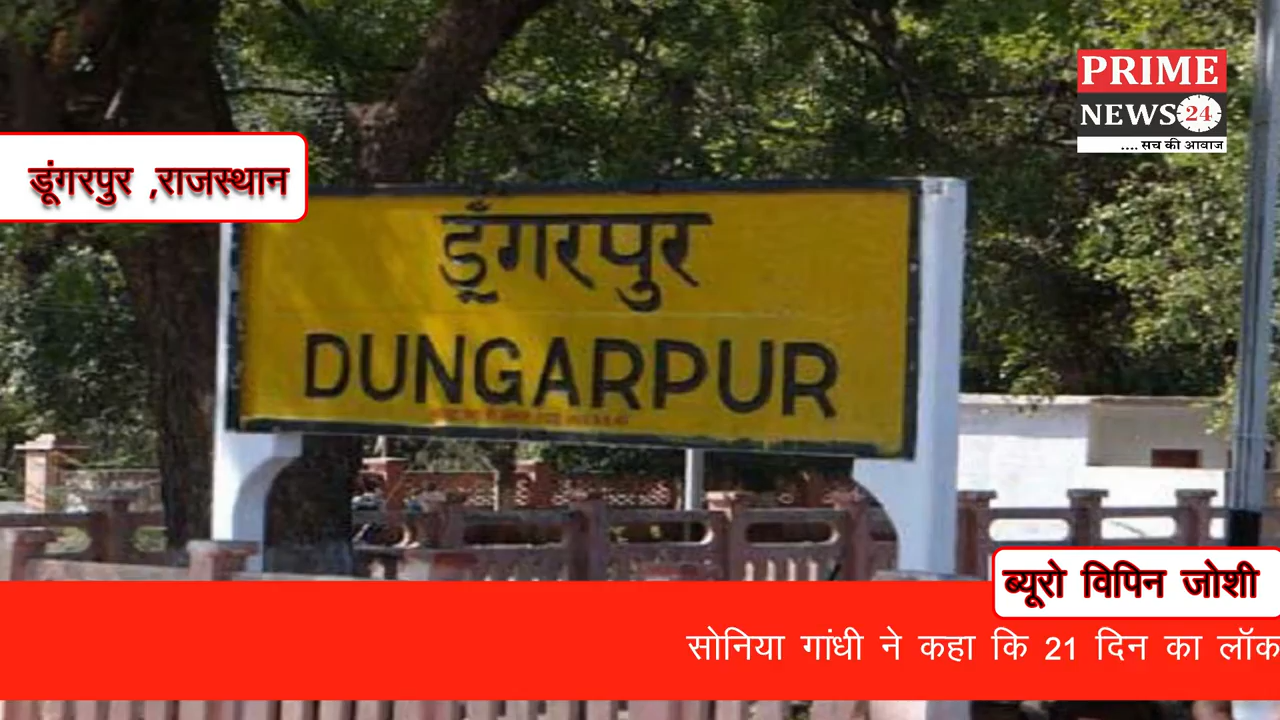 PRIME
NEWS 24
.... सच की आवाज
डूंगरपुर ,राजस्थान
डूँगरपुर
DUNGARPUR
ब्यूरो विपिन जोशी
सोनिया गांधी ने कहा कि 21 दिन का लॉक